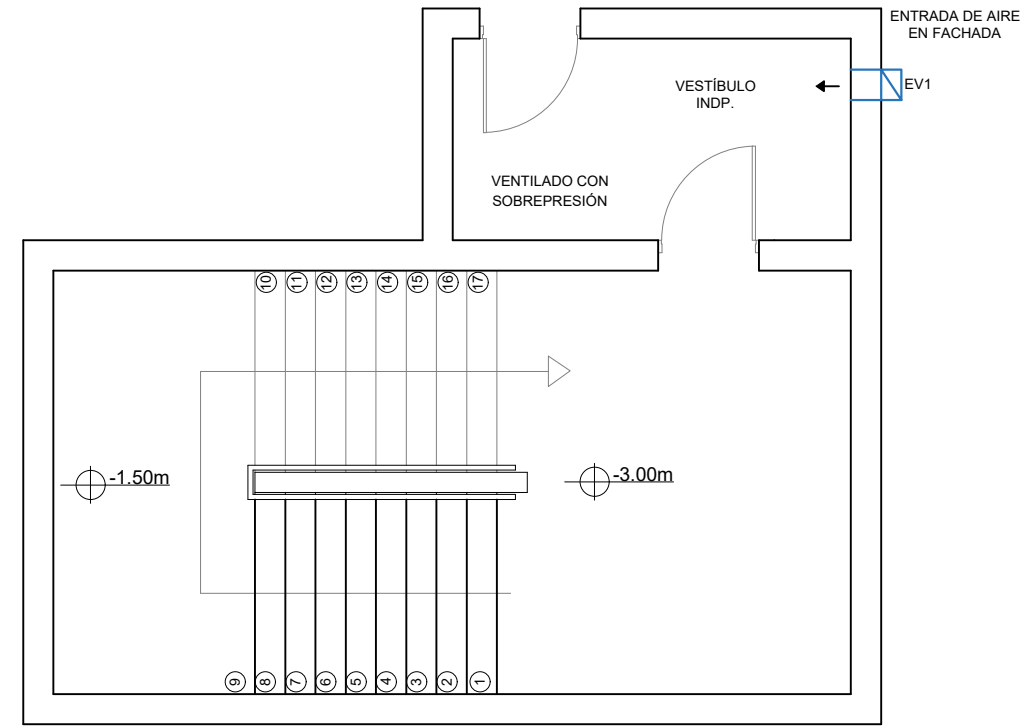 ENTRADA DE AIRE
EN FACHADA
EV1
VESTÍBULO
INDP.
VENTILADO CON
SOBREPRESIÓN
10 11 12 13 14 15 16 17
-1.50m
-3.00m
9 8 7 6 5 4 3 2 1